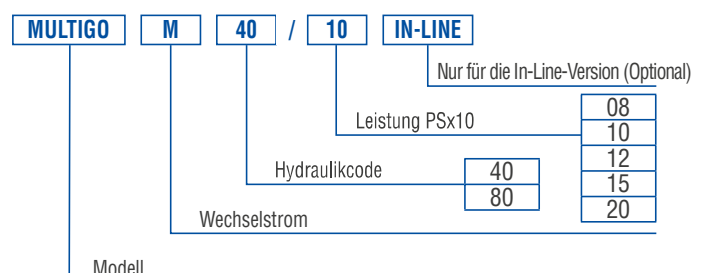 MULTIGO M 40 / 10 IN-LINE
Nur für die In-Line-Version (Optional)
08
Leistung PSx10
10
12
Hydraulikcode
40
15
80
20
Wechselstrom
Modell